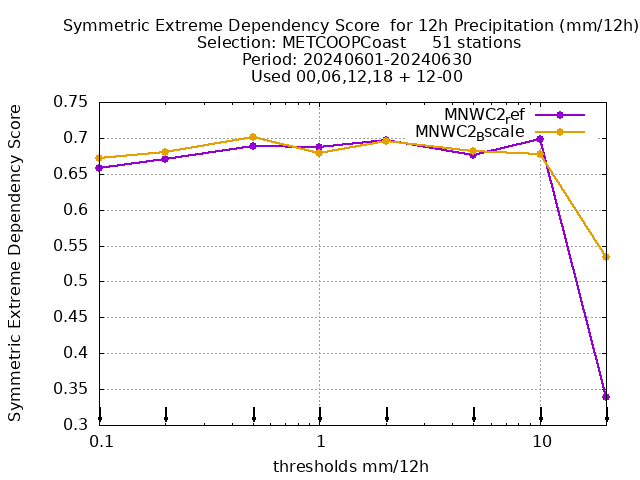 Symmetric Extreme Dependency Score  for 12h Precipitation (mm/12h)
Selection: METCOOPCoast     51 stations
Period: 20240601-20240630
Used 00,06,12,18 + 12-00
MNWC2ref
MNWC2Bscale
Symmetric Extreme Dependency Score
0.75
0.7
0.65
0.6
0.55
0.5
0.45
0.4
0.35
0.3
0.1 1 10
thresholds mm/12h